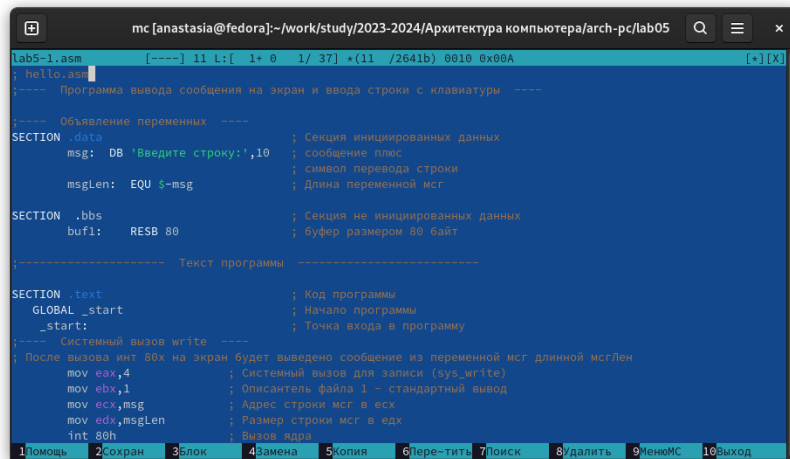 mc [anastasia@fedora]:~/work/study/2023-2024/Архитектура компьютера/arch-pc/lab05
lab5-1.asm [----] 11 L:[ 1+ 0 1/ 37] *(11 /2641b) 0010 0x00A [*][X]
; hello.asm
;---- Программа вывода сообщения на экран и ввода строки с клавиатуры ----
;---- Объявление переменных ----
SECTION .data ; Секция инициированных данных
msg: DB 'Введите строку:',10 ; сообщение плюс
; символ перевода строки
msgLen: EQU $-msg ; Длина переменной мсг
SECTION .bbs ; Секция не инициированных данных
buf1: RESB 80 ; буфер размером 80 байт
;--------------------- Текст программы --------------------------
SECTION .text ; Код программы
GLOBAL _start ; Начало программы
_start: ; Точка входа в программу
;---- Системный вызов write ----
; После вызова инт 80х на экран будет выведено сообщение из переменной мсг длинной мсгЛен
mov eax,4 ; Системный вызов для записи (sys_write)
mov ebx,1 ; Описантель файла 1 - стандартный вывод
mov ecx,msg ; Адрес строки мсг в есх
mov edx,msgLen ; Размер строки мсг в едх
int 80h ; Вызов ядра
1Помощь 2Сохран 3Блок 4Замена 5Копия 6Пере~тить 7Поиск 8Удалить 9МенюMC 10Выход